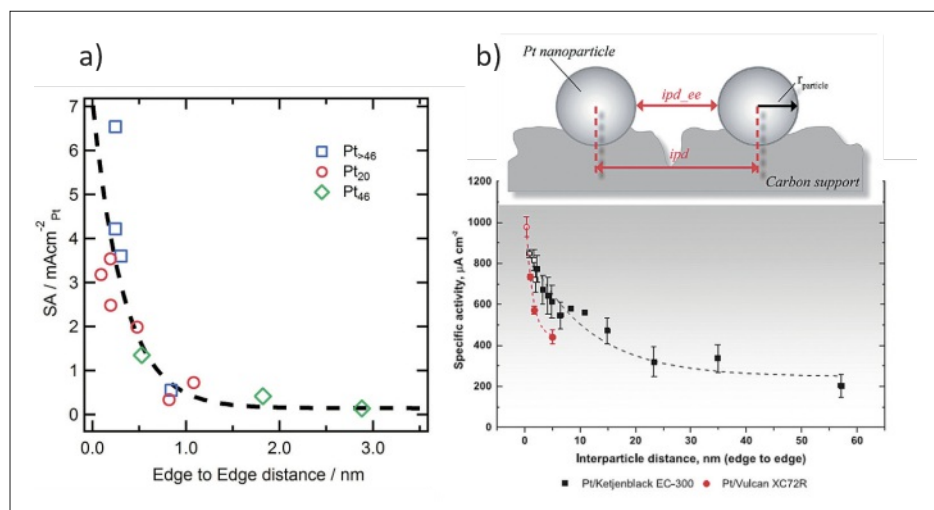 a)
7
6
5
4
3
2
1
0
SA / mAcm-2Pt
Pt>46
Pt20
Pt46
0.0 1.0 2.0 3.0
Edge to Edge distance / nm
b)
Pt nanoparticle
ipd_ee
rparticle
ipd
Carbon support
1200
1000
800
600
400
200
0
Specific activity, μA cm-2
0 10 20 30 40 50 60
Interparticle distance, nm (edge to edge)
Pt/Ketjenblack EC-300 Pt/Vulcan XC72R